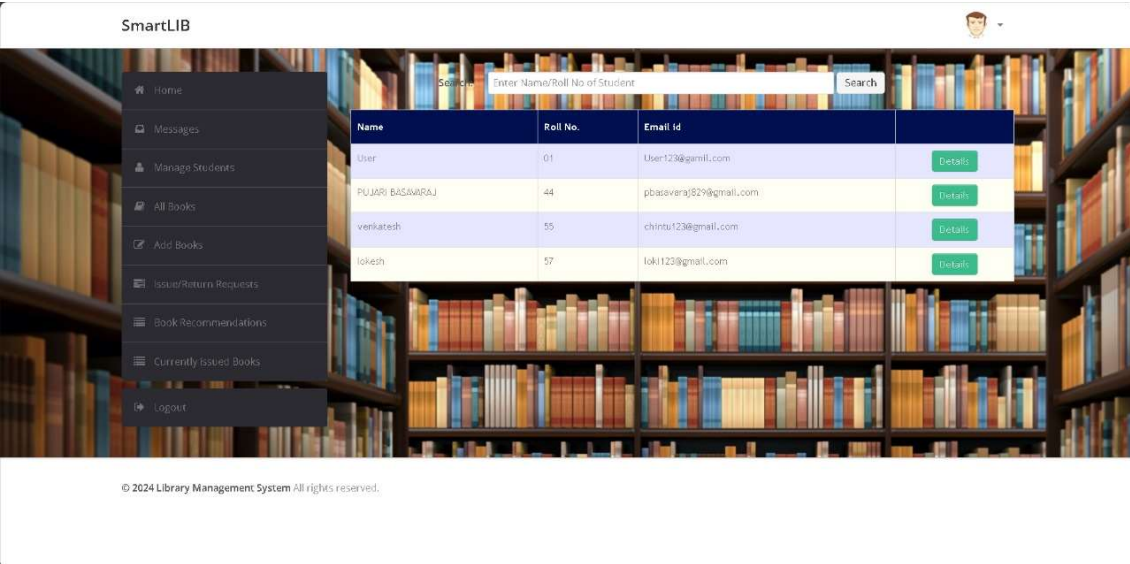 SmartLIB
Home
Messages
Manage Students
All Books
Add Books
Issue/Return Requests
Book Recommendations
Currently Issued Books
Logout
Search: Enter Name/Roll No of Student Search
Name Roll No. Email id
User 01 User123@gamil.com Details
PUJARI BASAVARAJ 44 pbasavaraj829@gmail.com Details
venkatesh 55 chintu123@gmail.com Details
lokesh 57 loki123@gmail.com Details
© 2024 Library Management System All rights reserved.